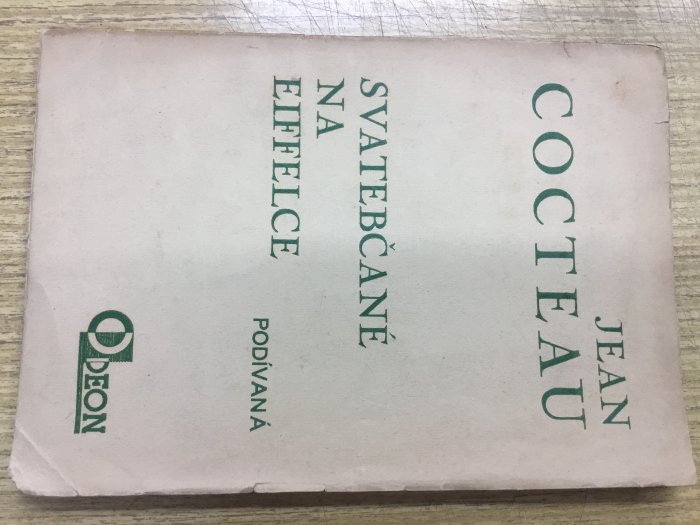 JEAN
COCTEAU
SVATEBČANÉ
NA
EIFFELCE
PODÍVANÁ
ODEON